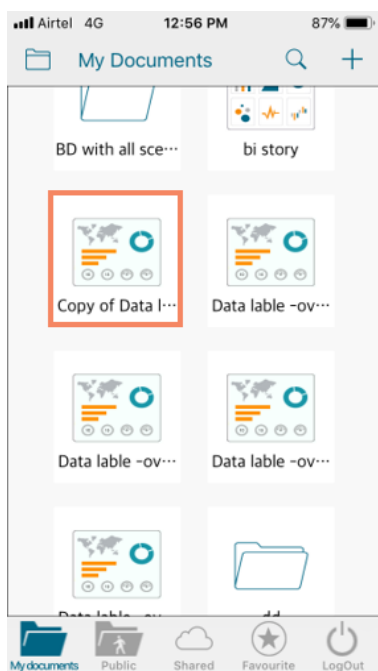 Airtel 4G 12:56 PM 87%
My Documents
BD with all sce··· bi story
Copy of Data l··· Data lable -ov···
Data lable -ov··· Data lable -ov···
My documents Public Shared Favourite LogOut